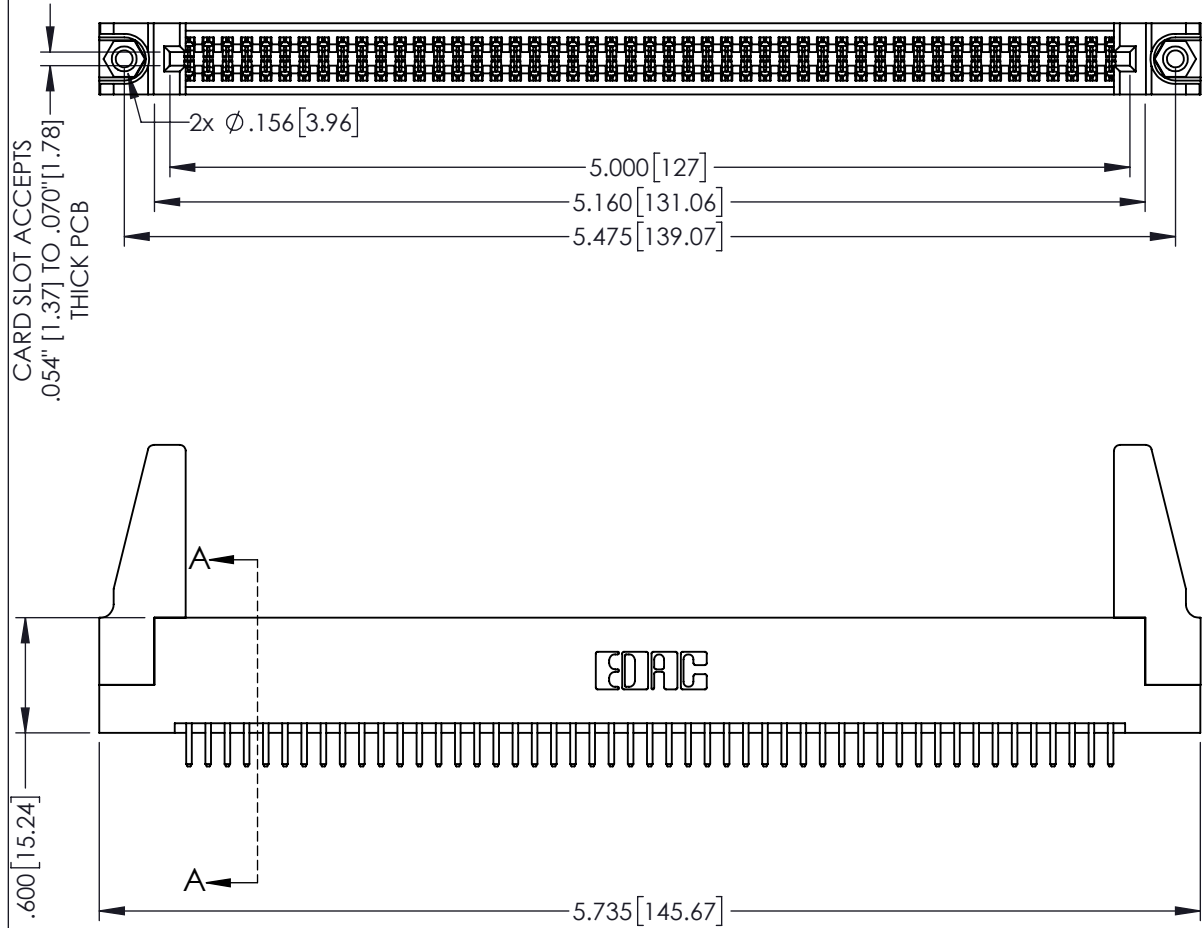 2x Ø .156[3.96]
5.000[127]
5.160[131.06]
5.475[139.07]
CARD SLOT ACCEPTS
.054" [1.37] TO .070"[1.78]
THICK PCB
A
EDAC
A
.600[15.24]
5.735[145.67]